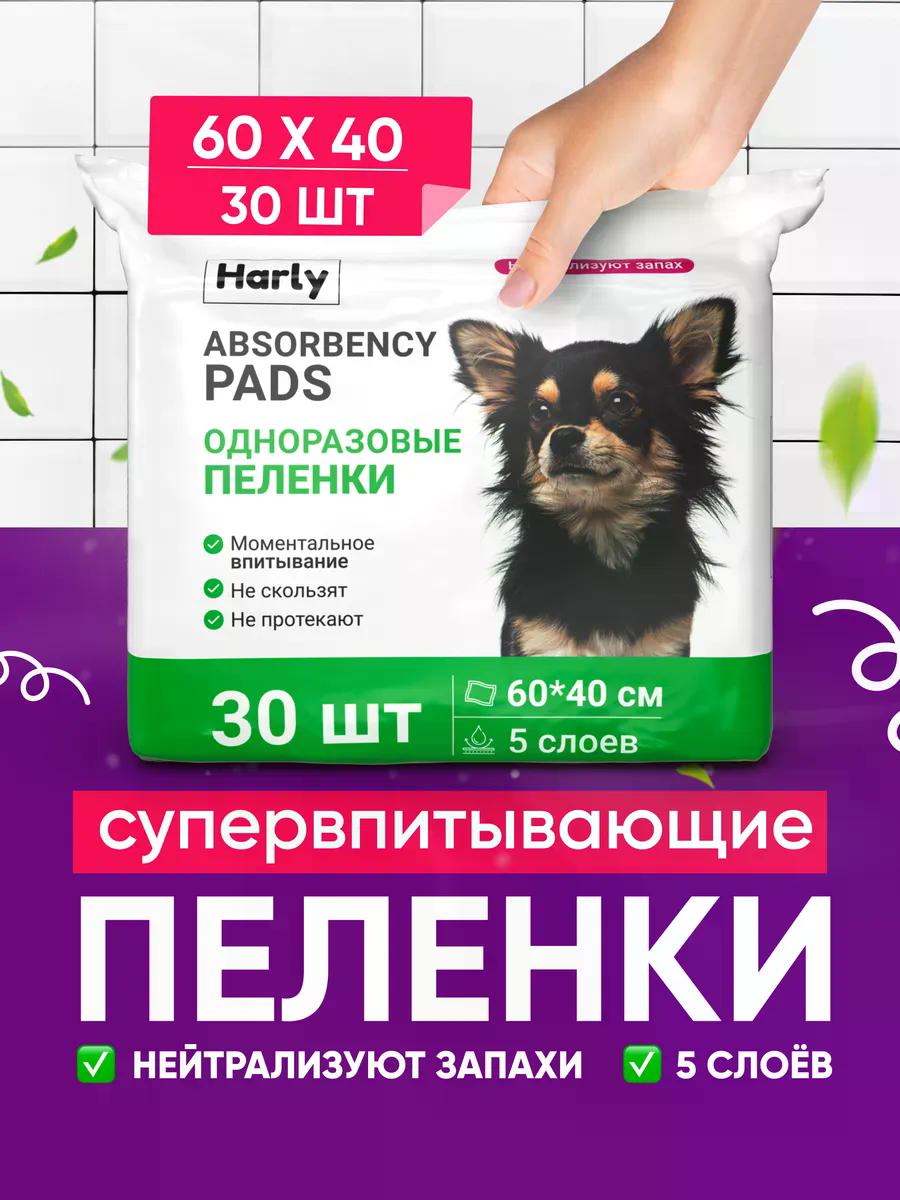 60 X 40
30 ШТ
Harly
запах
ABSORBENCY
PADS
ОДНОРАЗОВЫЕ
ПЕЛЕНКИ
Моментальное
впитывание
Не скользят
Не протекают
30 шт
60*40 см
5 слоев
супервпитывающие
ПЕЛЕНКИ
✅ НЕЙТРАЛИЗУЮТ ЗАПАХИ ✅ 5 СЛОЁВ